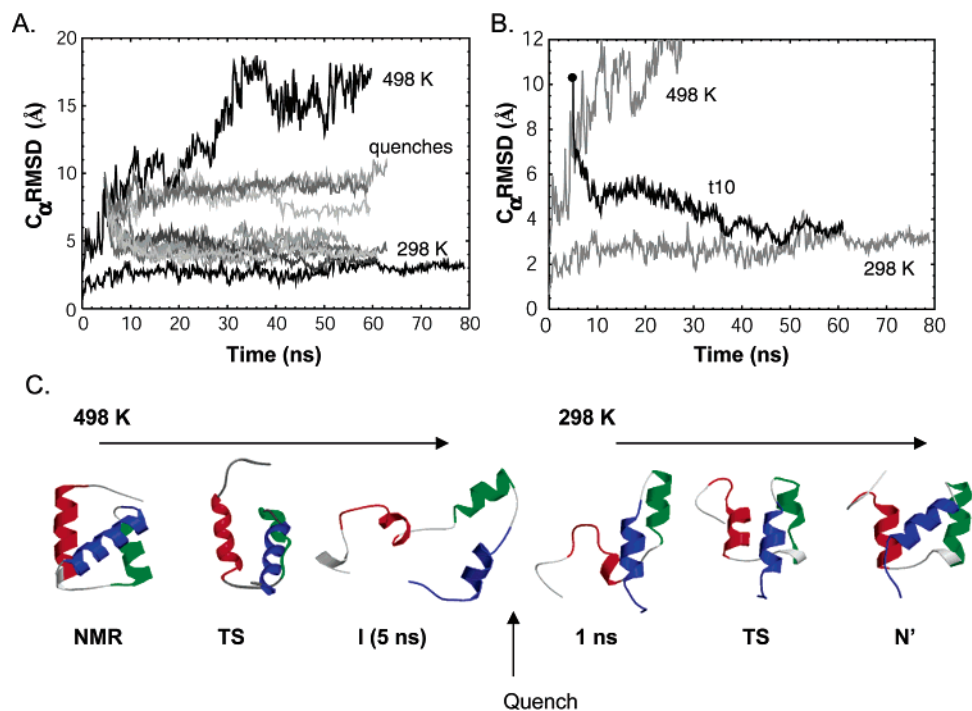 A.
20
15
10
5
0
0 10 20 30 40 50 60 70 80
CαRMSD (Å)
Time (ns)
498 K
quenches
298 K
B.
12
10
8
6
4
2
0
0 10 20 30 40 50 60 70 80
CαRMSD (Å)
Time (ns)
498 K
t10
298 K
C.
498 K
298 K
NMR
TS
I (5 ns)
1 ns
TS
N'
Quench